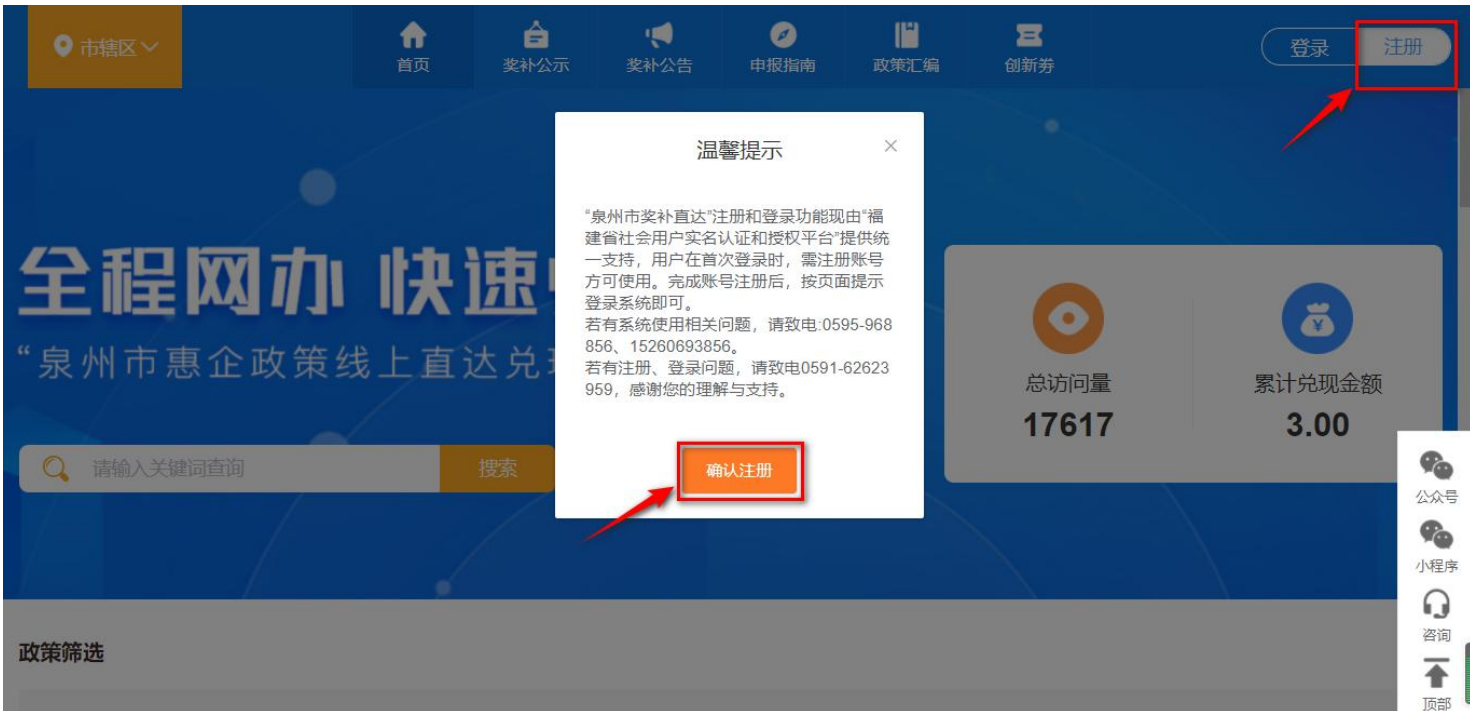 市辖区
首页
奖补公示
奖补公告
申报指南
政策汇编
创新券
登录
注册
温馨提示
“泉州市奖补直达”注册和登录功能现由“福
建省社会用户实名认证和授权平台”提供统
一支持，用户在首次登录时，需注册账号
方可使用。完成账号注册后，按页面提示
登录系统即可。
若有系统使用相关问题，请致电:0595-968
856、15260693856。
若有注册、登录问题，请致电0591-62623
959，感谢您的理解与支持。
确认注册
全程网办 快速
“泉州市惠企政策线上直达兑
请输入关键词查询
搜索
总访问量
17617
累计兑现金额
3.00
公众号
小程序
咨询
顶部
政策筛选